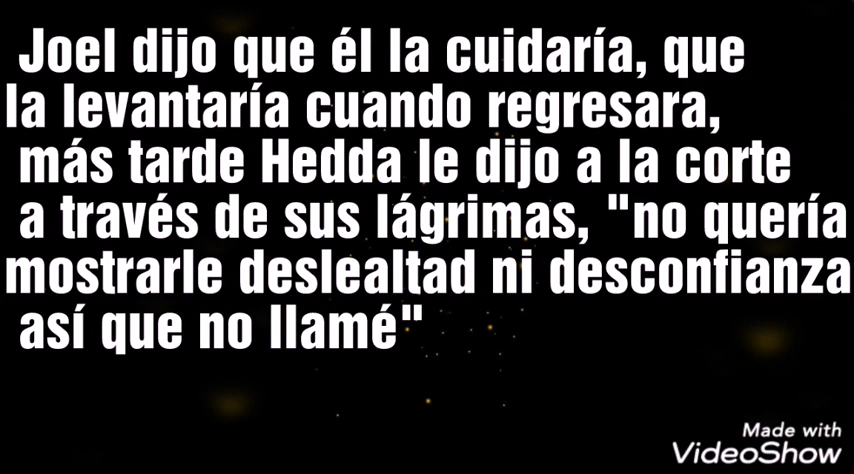 Joel dijo que él la cuidaría, que
la levantaría cuando regresara,
más tarde Hedda le dijo a la corte
a través de sus lágrimas, "no quería
mostrarle deslealtad ni desconfianza
así que no llamé"
Made with
VideoShow